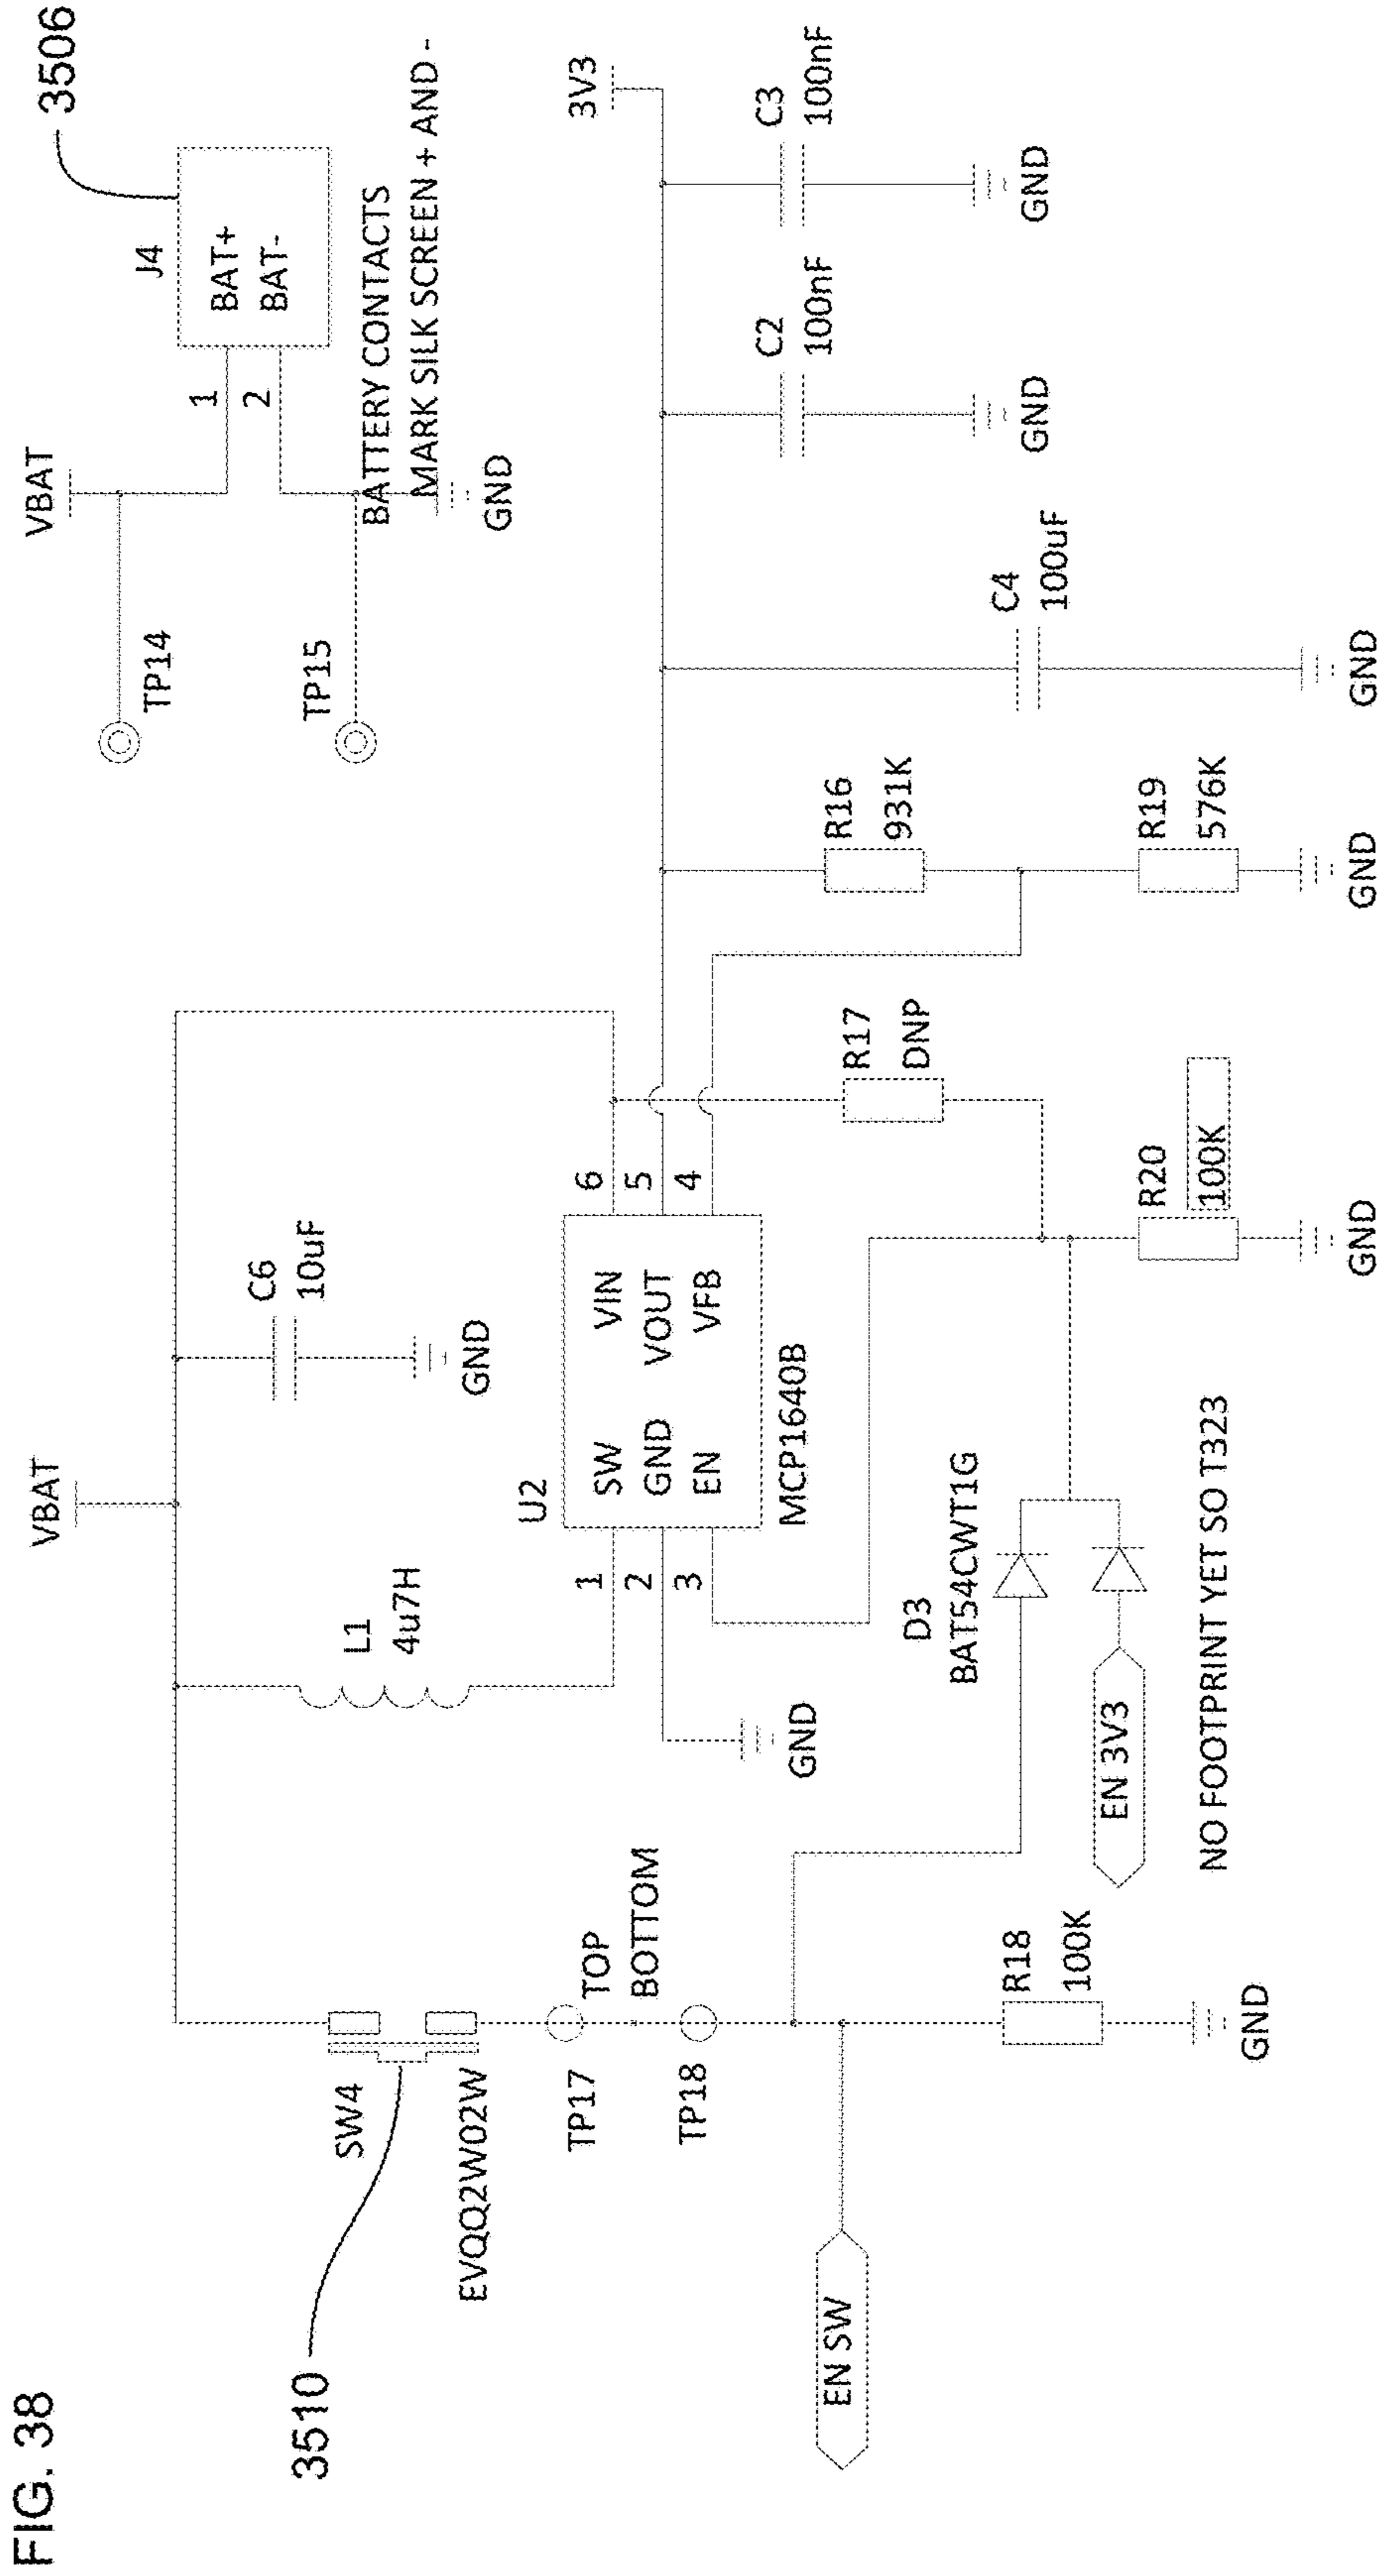 FIG. 38
3506
VBAT
J4
1
2
BAT+
BAT-
TP14
TP15
BATTERY CONTACTS
MARK SILK SCREEN + AND -
GND
VBAT
3510
SW4
EVQQ2W02W
L1
4u7H
C6
10uF
GND
TP17
TOP
BOTTOM
TP18
U2
1
2
3
SW
GND
EN
VIN
VOUT
VFB
6
5
4
MCP1640B
GND
3V3
C2
100nF
GND
C3
100nF
GND
C4
100uF
GND
R16
931K
R19
576K
GND
R17
DNP
R20
100K
GND
D3
BAT54CWT1G
EN 3V3
NO FOOTPRINT YET SO T323
EN SW
R18
100K
GND